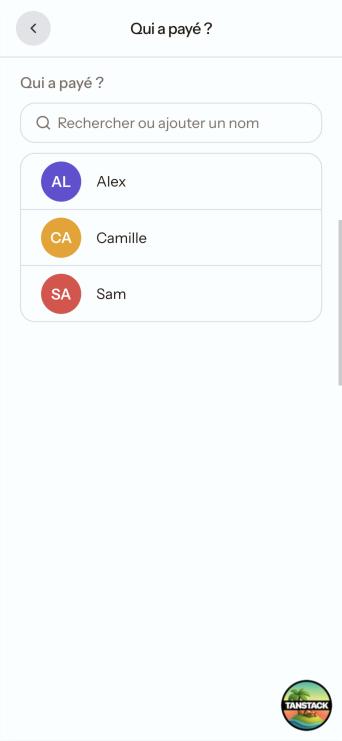 Qui a payé ?
Qui a payé ?
Rechercher ou ajouter un nom
AL Alex
CA Camille
SA Sam
TANSTACK